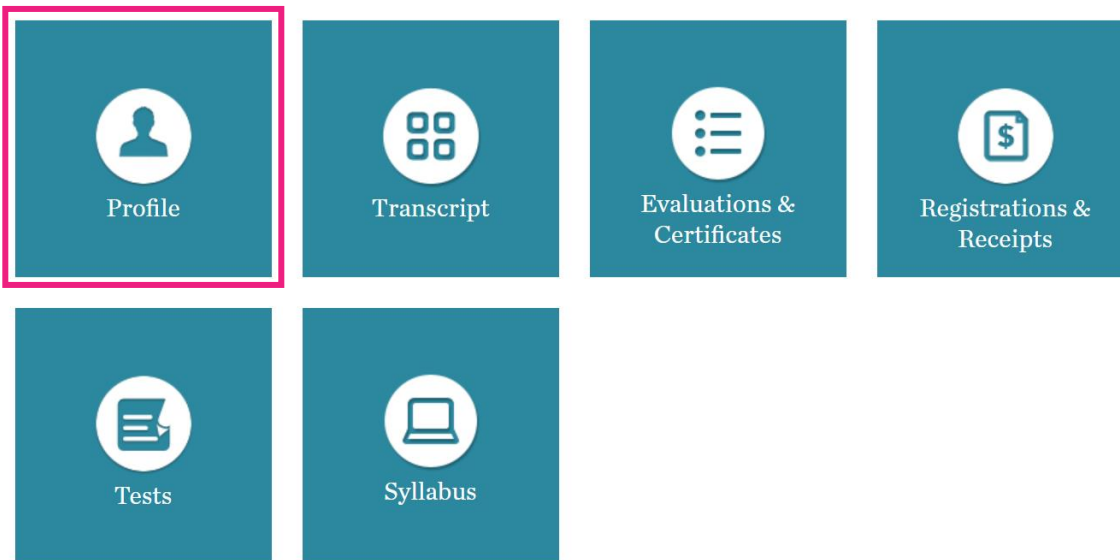 Profile
Transcript
Evaluations &
Certificates
Registrations &
Receipts
Tests
Syllabus